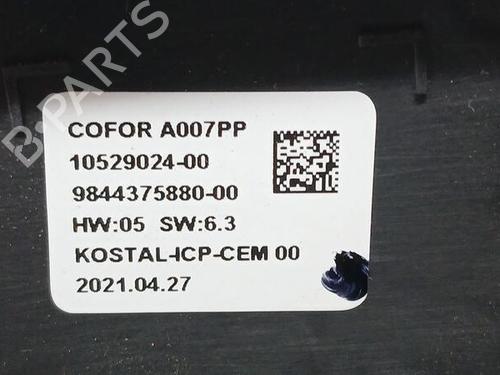 B-PARTS
COFOR A007PP
10529024-00
9844375880-00
HW:05 SW:6.3
KOSTAL-ICP-CEM 00
2021.04.27